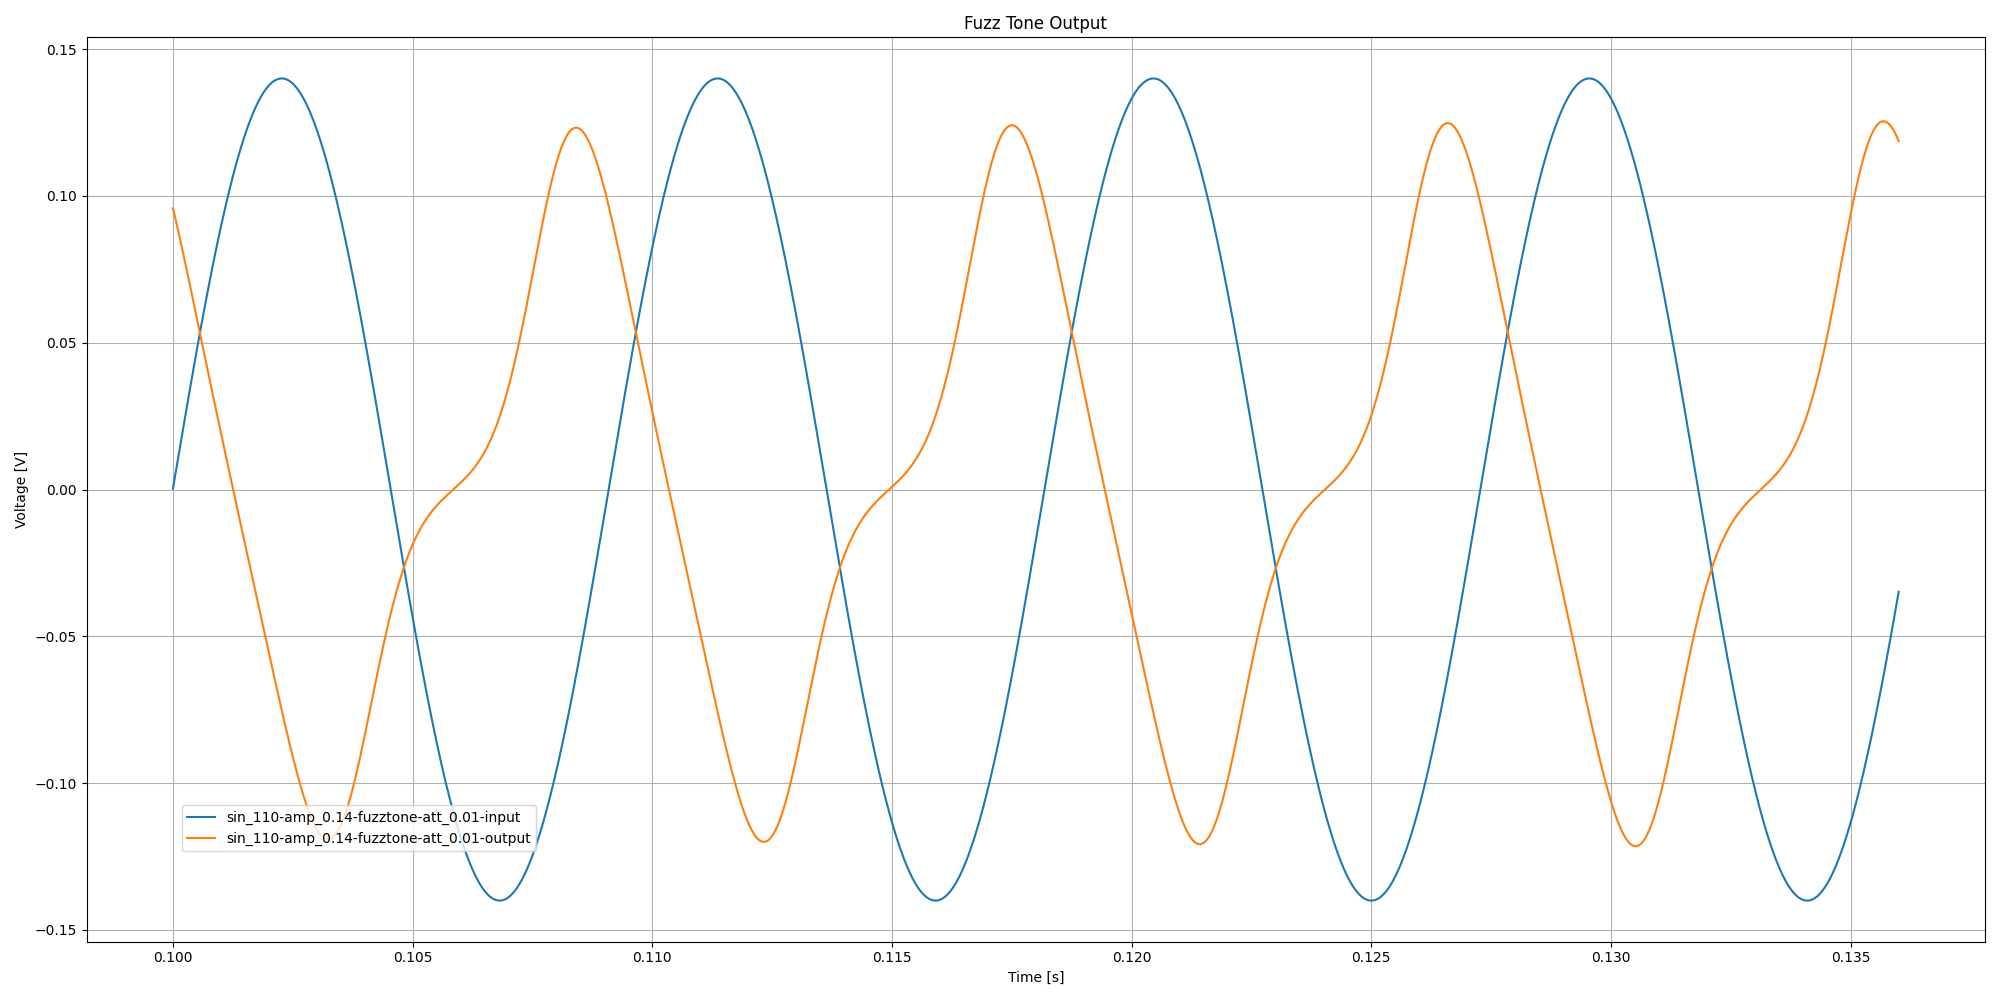 Fuzz Tone Output
0.15
0.10
0.05
0.00
−0.05
−0.10
−0.15
Voltage [V]
sin_110-amp_0.14-fuzztone-att_0.01-input
sin_110-amp_0.14-fuzztone-att_0.01-output
0.100 0.105 0.110 0.115 0.120 0.125 0.130 0.135
Time [s]